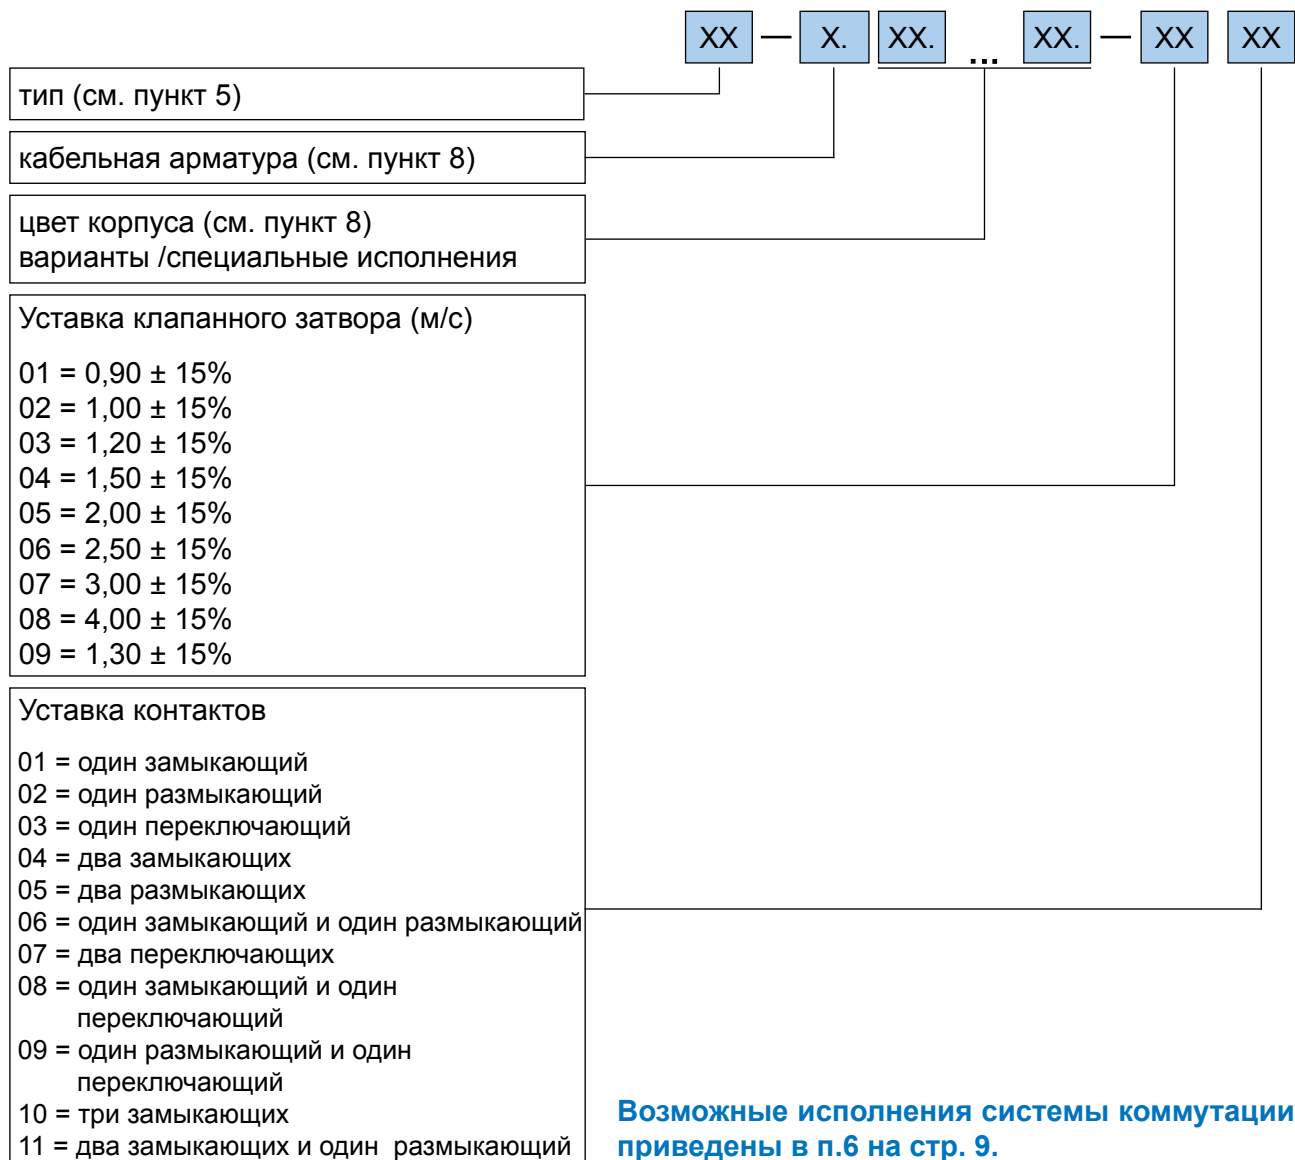 XX — X. XX. ... XX. — XX XX
тип (см. пункт 5)
кабельная арматура (см. пункт 8)
цвет корпуса (см. пункт 8)
варианты /специальные исполнения
Уставка клапанного затвора (м/с)
01 = 0,90 ± 15%
02 = 1,00 ± 15%
03 = 1,20 ± 15%
04 = 1,50 ± 15%
05 = 2,00 ± 15%
06 = 2,50 ± 15%
07 = 3,00 ± 15%
08 = 4,00 ± 15%
09 = 1,30 ± 15%
Уставка контактов
01 = один замыкающий
02 = один размыкающий
03 = один переключающий
04 = два замыкающих
05 = два размыкающих
06 = один замыкающий и один размыкающий
07 = два переключающих
08 = один замыкающий и один
переключающий
09 = один размыкающий и один
переключающий
10 = три замыкающих
11 = два замыкающих и один размыкающий
Возможные исполнения системы коммутации
приведены в п.6 на стр. 9.